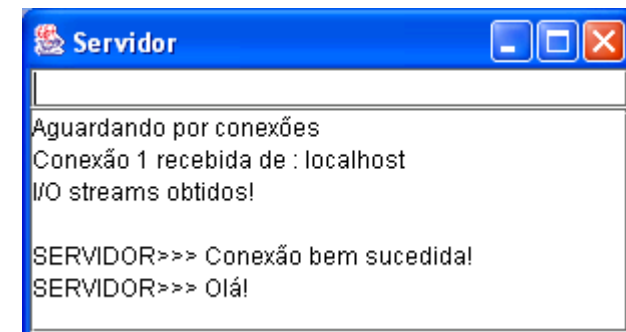 Servidor
Aguardando por conexões
Conexão 1 recebida de : localhost
I/O streams obtidos!
SERVIDOR>>> Conexão bem sucedida!
SERVIDOR>>> Olá!